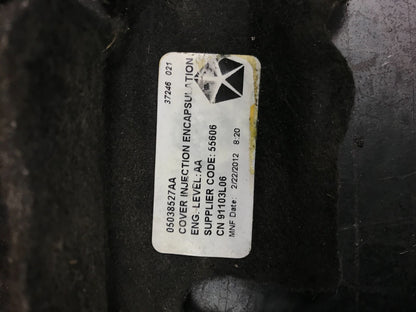 37246 021
05038527AA
COVER INJECTION ENCAPSULATION
ENG. LEVEL: AA
SUPPLIER CODE: 55606
CN 91103L06
MNF Date: 2/22/2012 8:20